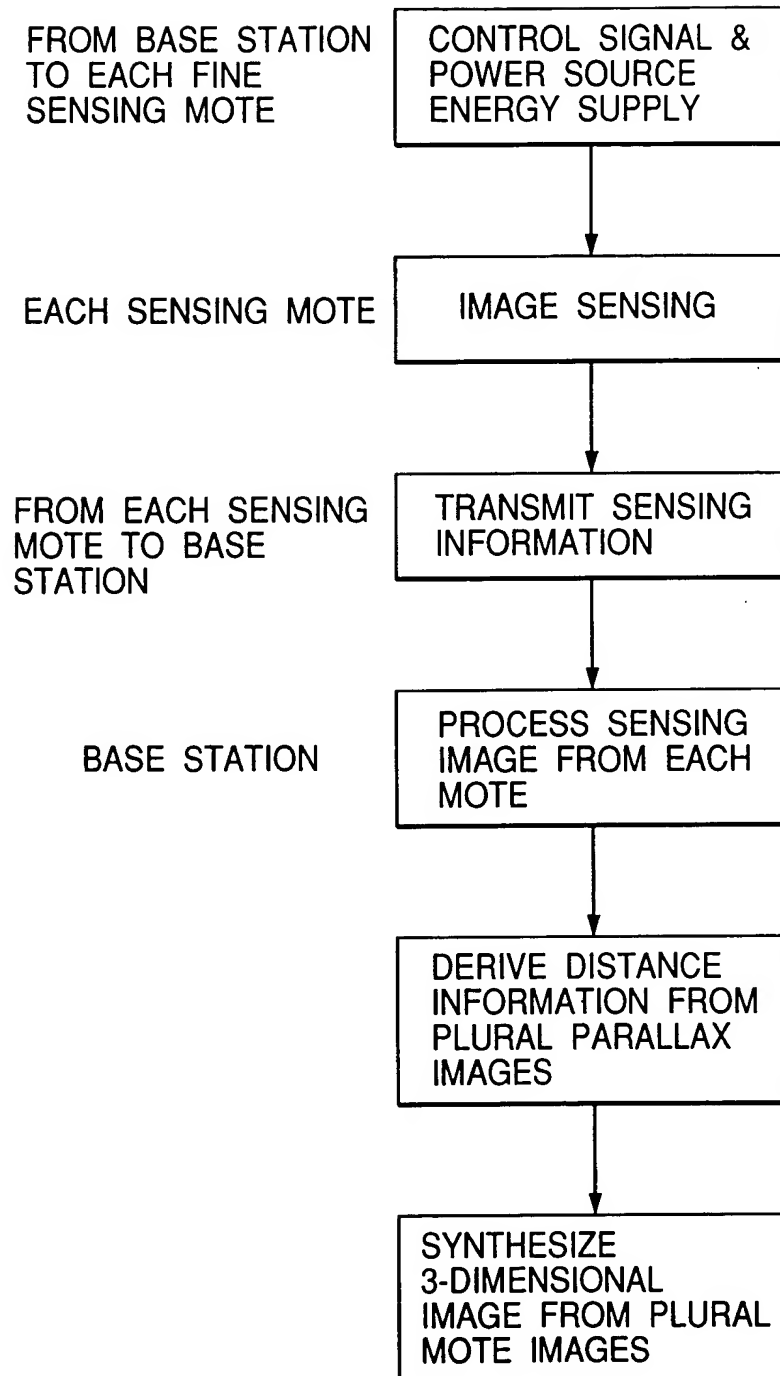 FROM BASE STATION
TO EACH FINE
SENSING MOTE
CONTROL SIGNAL &
POWER SOURCE
ENERGY SUPPLY
EACH SENSING MOTE
IMAGE SENSING
FROM EACH SENSING
MOTE TO BASE
STATION
TRANSMIT SENSING
INFORMATION
BASE STATION
PROCESS SENSING
IMAGE FROM EACH
MOTE
DERIVE DISTANCE
INFORMATION FROM
PLURAL PARALLAX
IMAGES
SYNTHESIZE
3-DIMENSIONAL
IMAGE FROM PLURAL
MOTE IMAGES